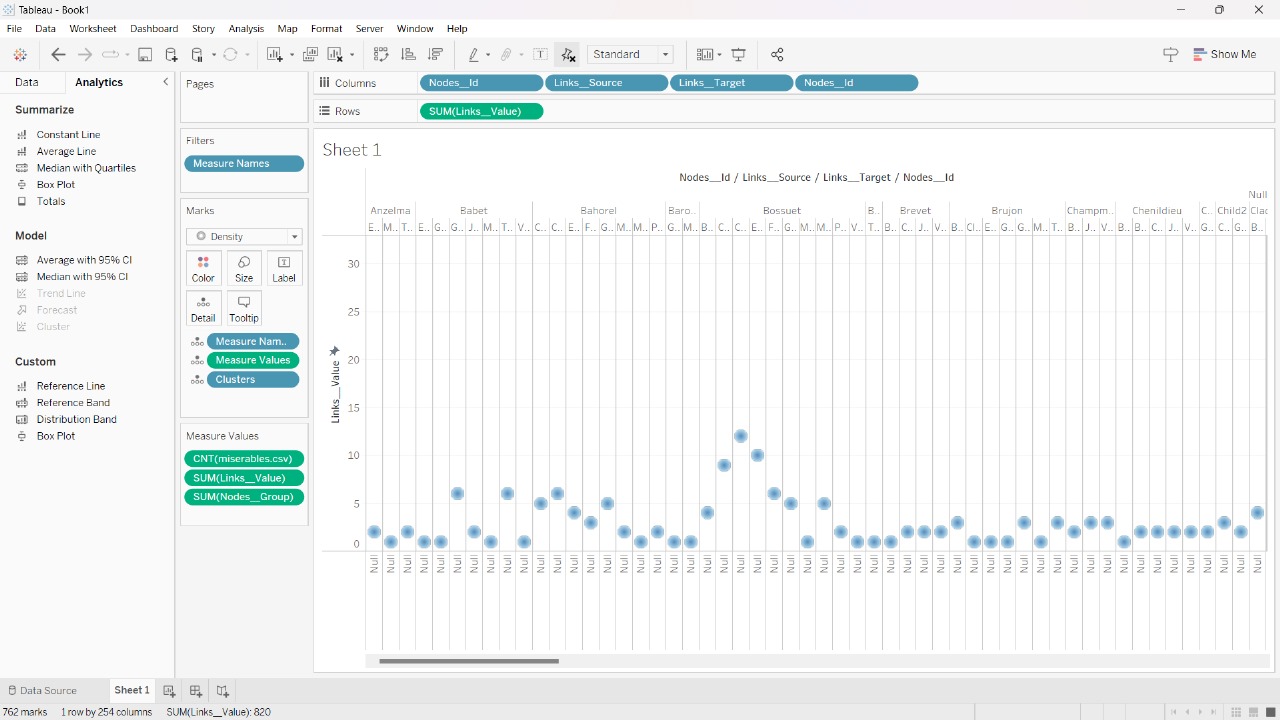 Tableau - Book1
File Data Worksheet Dashboard Story Analysis Map Format Server Window Help
Standard
Show Me
Data Analytics
Summarize
Constant Line
Average Line
Median with Quartiles
Box Plot
Totals
Model
Average with 95% CI
Median with 95% CI
Trend Line
Forecast
Cluster
Custom
Reference Line
Reference Band
Distribution Band
Box Plot
Pages
Filters
Measure Names
Marks
Density
Color Size Label
Detail Tooltip
Measure Nam..
Measure Values
Clusters
Measure Values
CNT(miserables.csv)
SUM(Links__Value)
SUM(Nodes__Group)
Columns Nodes__Id Links__Source Links__Target Nodes__Id
Rows SUM(Links__Value)
Sheet 1
Nodes__Id / Links__Source / Links__Target / Nodes__Id
Null
Anzelma Babet Bahorel Baro.. Bossuet B.. Brevet Brujon Champm.. Chenildieu C.. Child2 Clac
E.. M.. T.. E.. G.. G.. J.. M.. T.. V.. C.. C.. E.. F.. G.. M.. M.. P.. G.. M.. B.. C.. C.. E.. F.. G.. M.. M.. P.. V.. T.. B.. C.. J.. V.. B.. Cl.. E.. G.. G.. M.. T.. B.. J.. V.. B.. C.. J.. V.. G.. C.. G.. B..
Links__Value
30
25
20
15
10
5
0
Null Null Null Null Null Null Null Null Null Null Null Null Null Null Null Null Null Null Null Null Null Null Null Null Null Null Null Null Null Null Null Null Null Null Null Null Null Null Null Null Null Null Null Null Null Null Null Null Null Null Null Null Null Null
Data Source Sheet 1
762 marks 1 row by 254 columns SUM(Links__Value): 820